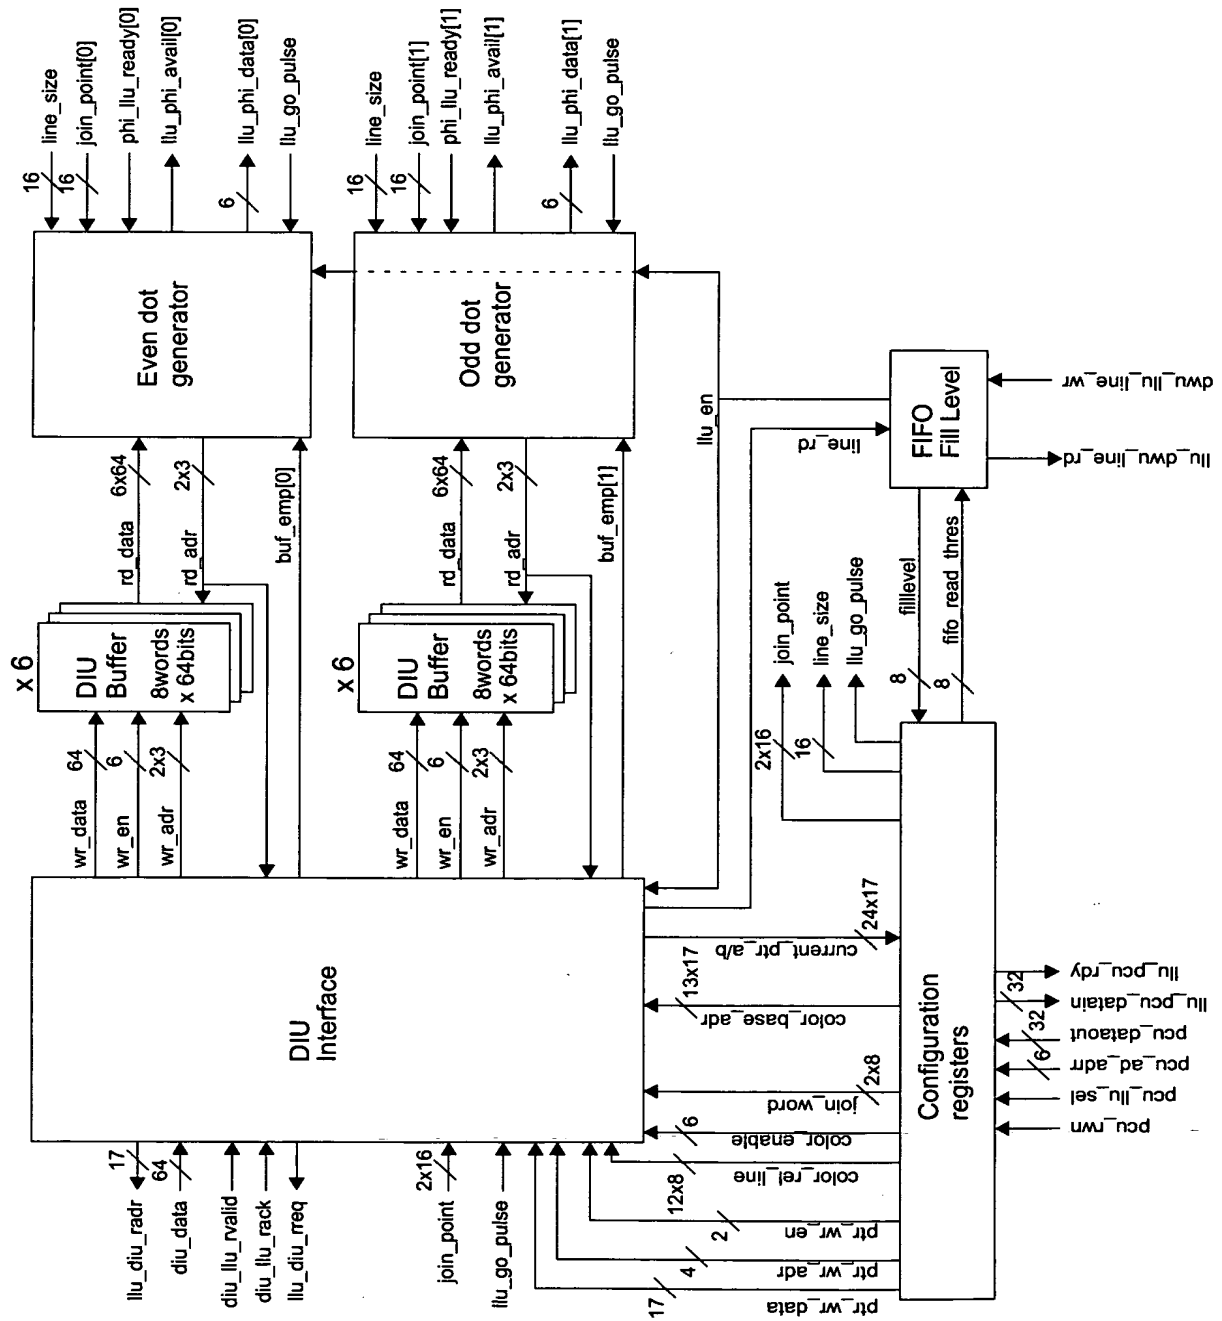 line_size
16
join_point[0]
16
phi_llu_ready[0]
llu_phi_avail[0]
llu_phi_data[0]
6
llu_go_pulse
Even dot
generator
rd_data
6x64
rd_adr
2x3
buf_emp[0]
x 6
DIU
Buffer
8words
x 64bits
wr_data
64
wr_en
6
wr_adr
2x3
line_size
16
join_point[1]
16
phi_llu_ready[1]
llu_phi_avail[1]
llu_phi_data[1]
6
llu_go_pulse
Odd dot
generator
rd_data
6x64
rd_adr
2x3
buf_emp[1]
x 6
DIU
Buffer
8words
x 64bits
wr_data
64
wr_en
6
wr_adr
2x3
llu_en
line_rd
DIU
Interface
llu_diu_radr
17
diu_data
64
diu_llu_rvalid
diu_llu_rack
llu_diu_rreq
join_point
2x16
llu_go_pulse
FIFO
Fill Level
dwu_llu_line_wr
llu_dwu_line_rd
filllevel
8
fifo_read_thres
8
join_point
2x16
line_size
16
llu_go_pulse
current_ptr_a/b
24x17
color_base_adr
13x17
join_word
2x8
color_enable
6
color_rel_line
12x8
ptr_wr_en
2
ptr_wr_adr
4
ptr_wr_data
17
Configuration
registers
llu_pcu_rdy
llu_pcu_datain
32
pcu_dataout
32
pcu_ad_adrr
6
pcu_llu_sel
pcu_rwn